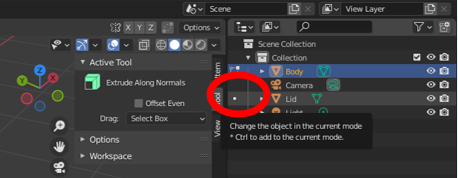 Scene
View Layer
Options
Scene Collection
Active Tool
Collection
Extrude Along Normals
Body
Camera
Offset Even
Lid
Drag:
Select Box
Light
View
Change the object in the current mode
* Ctrl to add to the current mode.
Options
Workspace